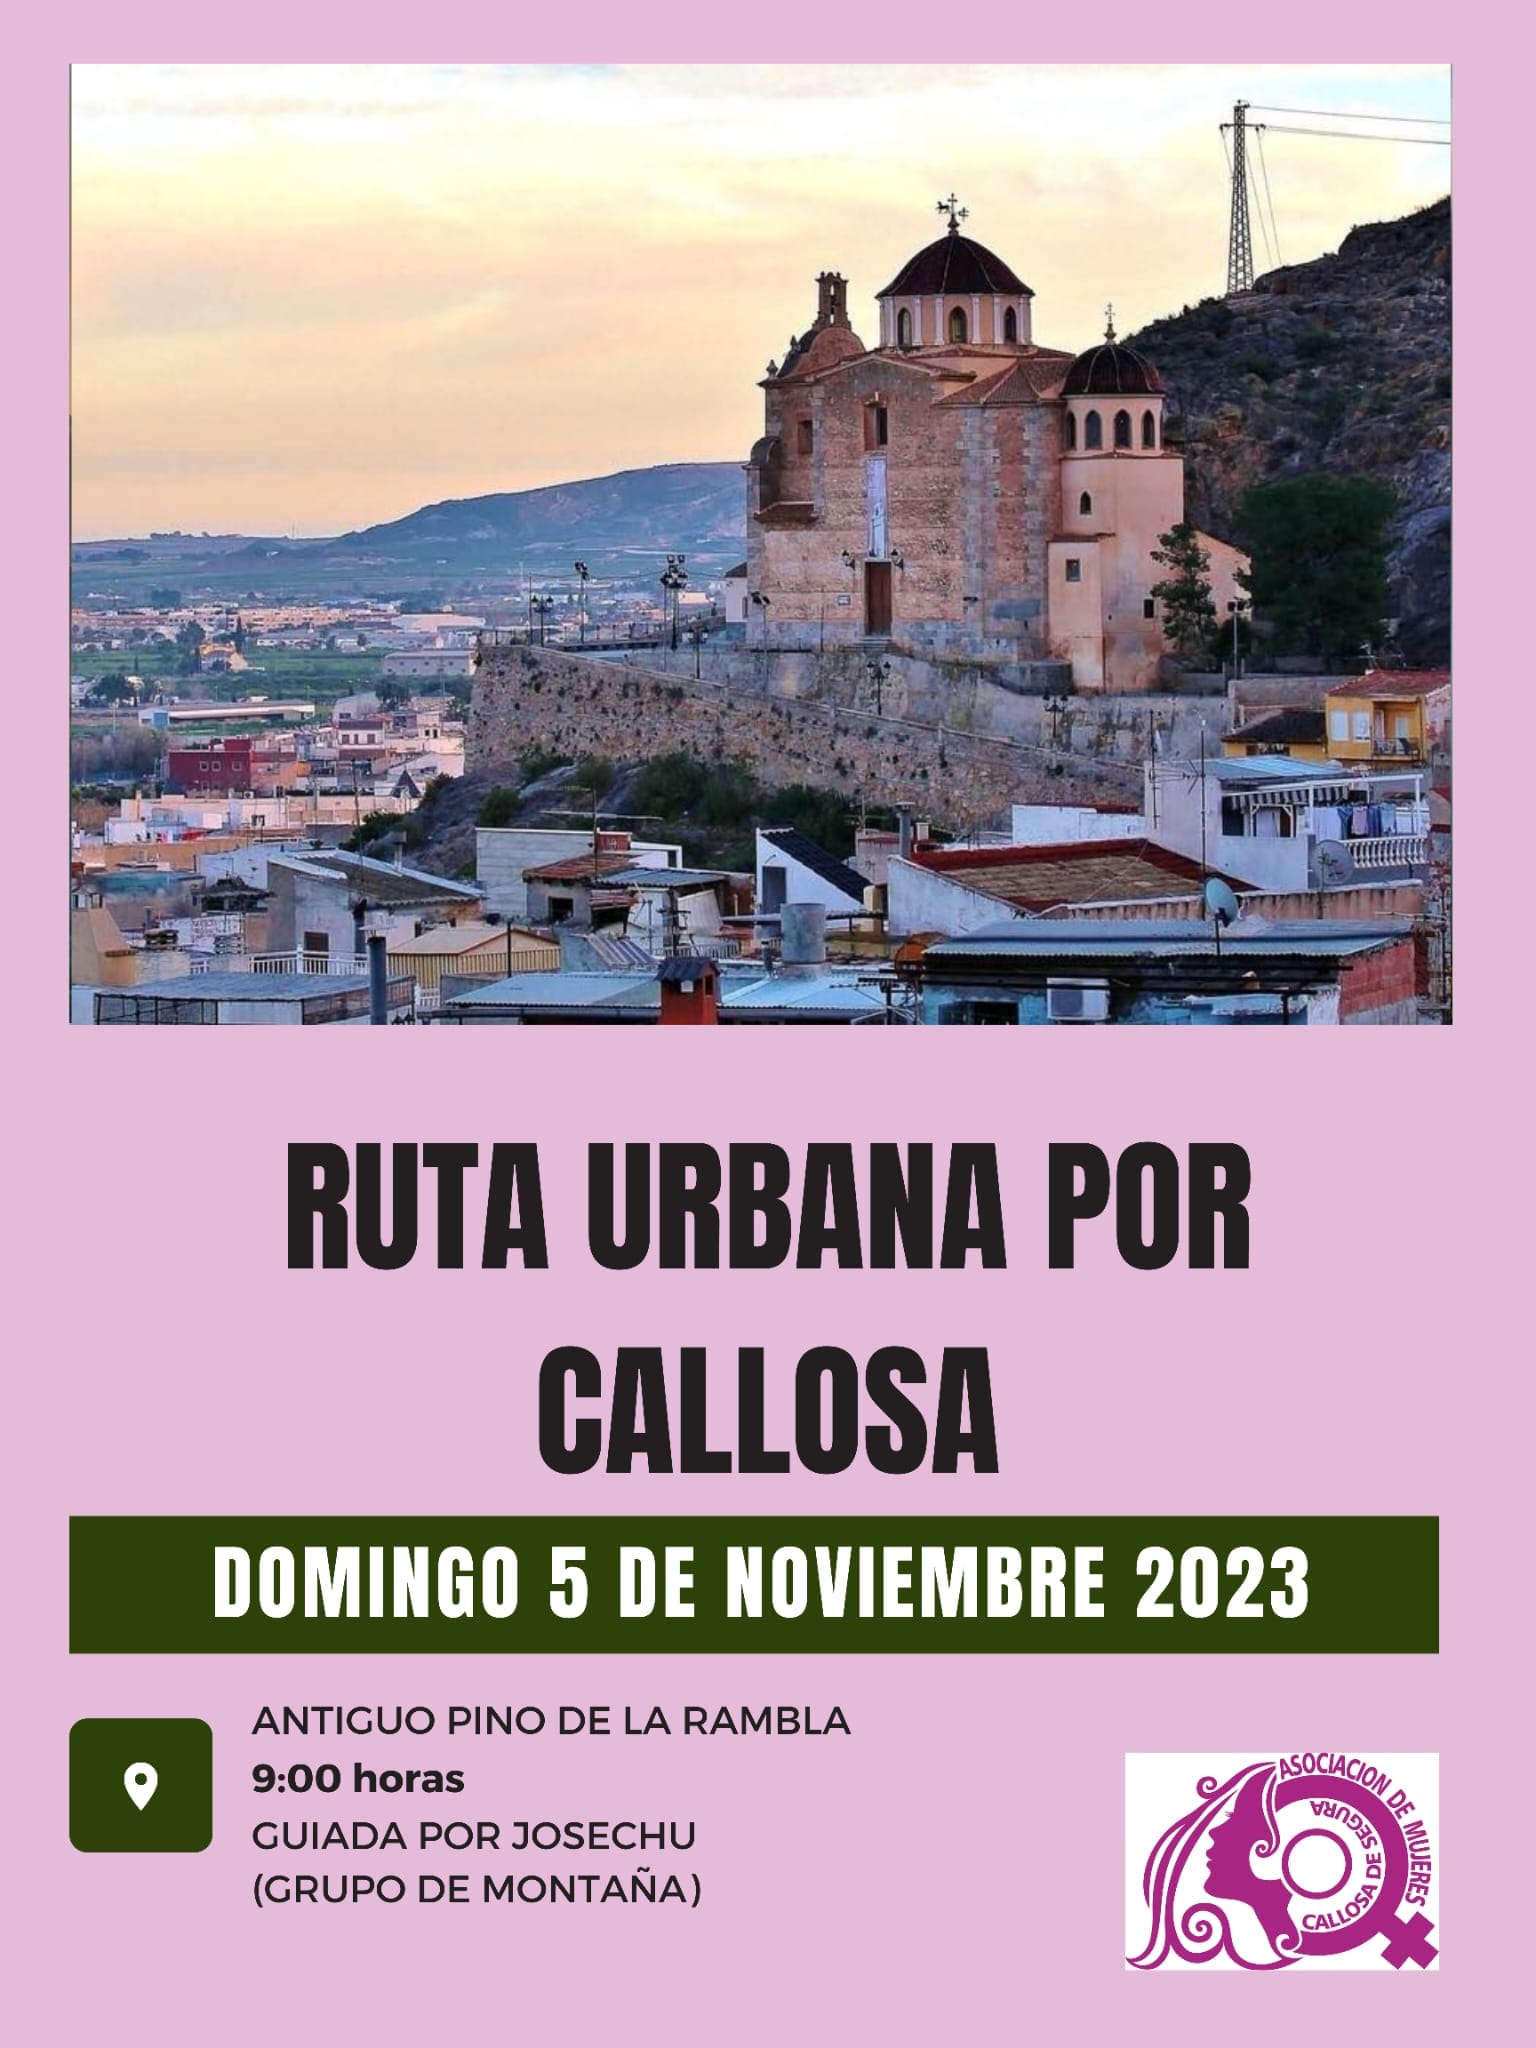 RUTA URBANA POR
CALLOSA
DOMINGO 5 DE NOVIEMBRE 2023
ANTIGUO PINO DE LA RAMBLA
9:00 horas
GUIADA POR JOSECHU
(GRUPO DE MONTAÑA)
ASOCIACION DE MUJERES
CALLOSA DE SEGURA